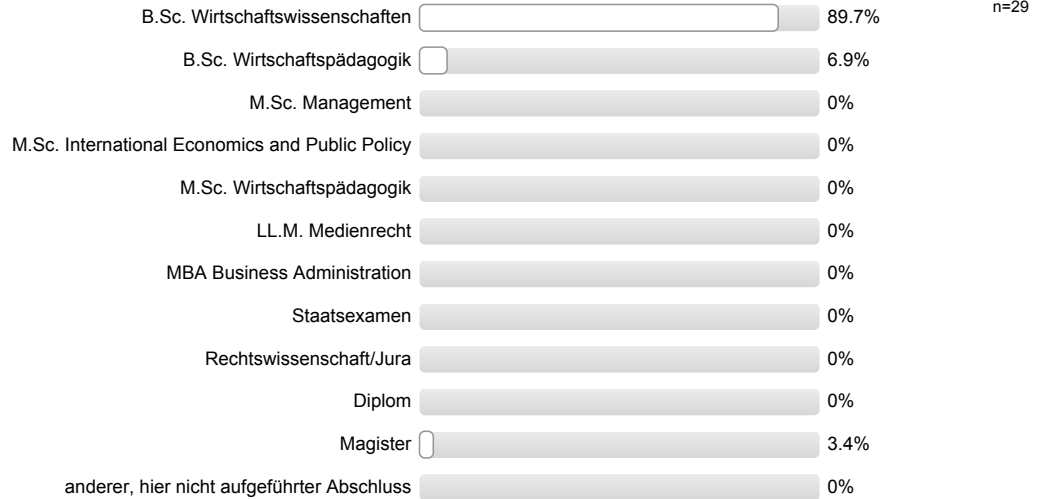 B.Sc. Wirtschaftswissenschaften 89.7% n=29
B.Sc. Wirtschaftspädagogik 6.9%
M.Sc. Management 0%
M.Sc. International Economics and Public Policy 0%
M.Sc. Wirtschaftspädagogik 0%
LL.M. Medienrecht 0%
MBA Business Administration 0%
Staatsexamen 0%
Rechtswissenschaft/Jura 0%
Diplom 0%
Magister 3.4%
anderer, hier nicht aufgeführter Abschluss 0%